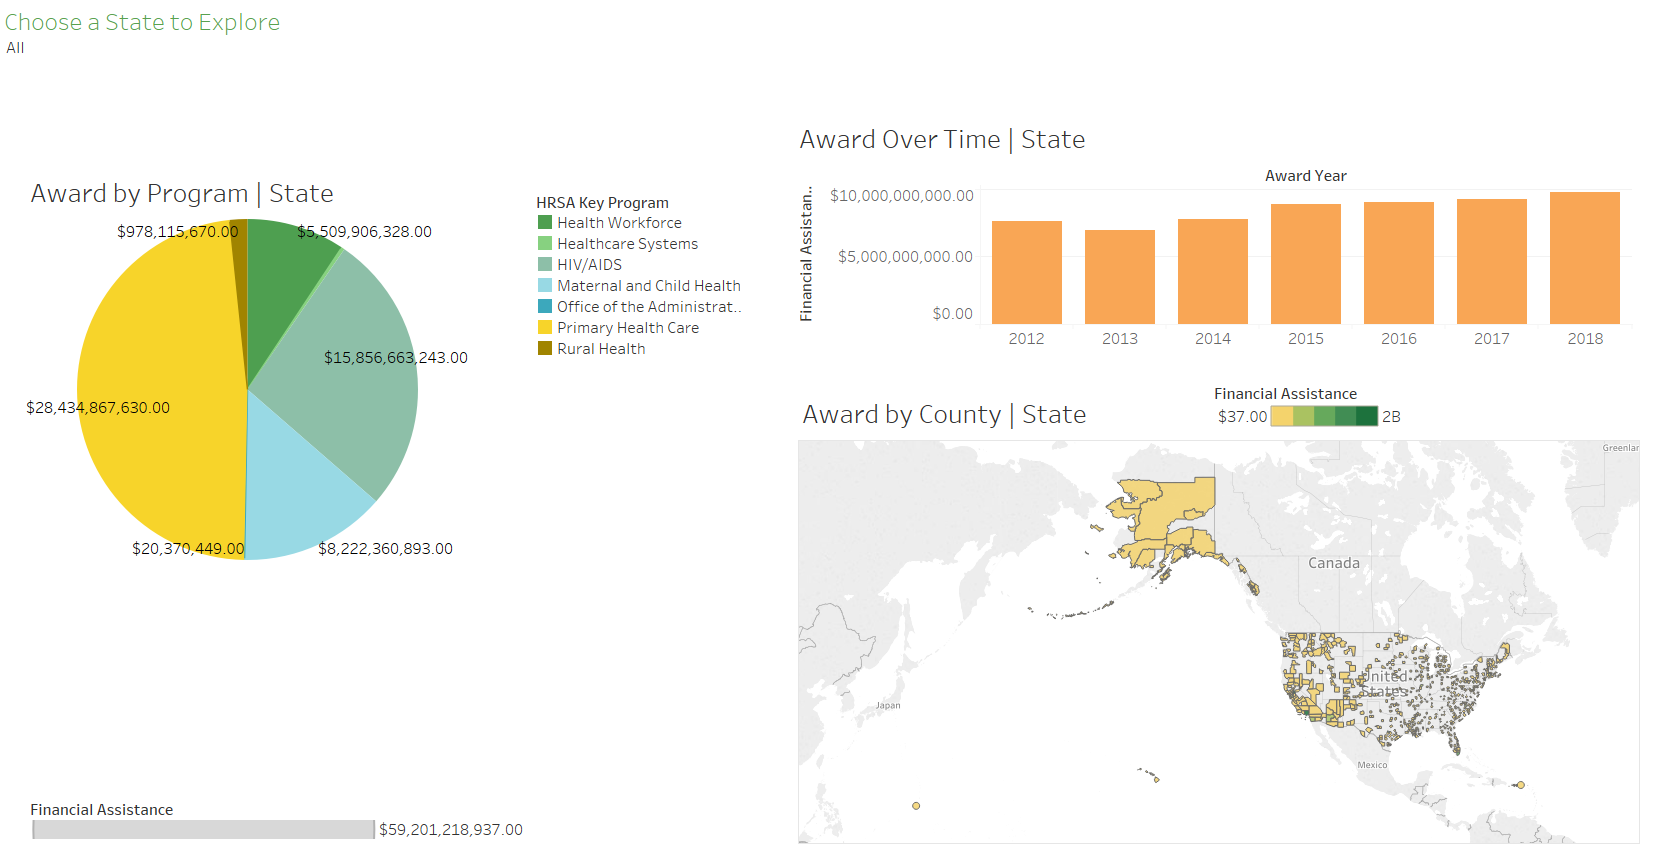 Choose a State to Explore
All
Award by Program | State
$978,115,670.00
$5,509,906,328.00
$15,856,663,243.00
$28,434,867,630.00
$20,370,449.00
$8,222,360,893.00
HRSA Key Program
Health Workforce
Healthcare Systems
HIV/AIDS
Maternal and Child Health
Office of the Administrat..
Primary Health Care
Rural Health
Financial Assistance
$59,201,218,937.00
Award Over Time | State
Award Year
Financial Assistan..
$10,000,000,000.00
$5,000,000,000.00
$0.00
2012 2013 2014 2015 2016 2017 2018
Award by County | State
Financial Assistance
$37.00 2B
Greenlar
Canada
United
States
Japan
Mexico